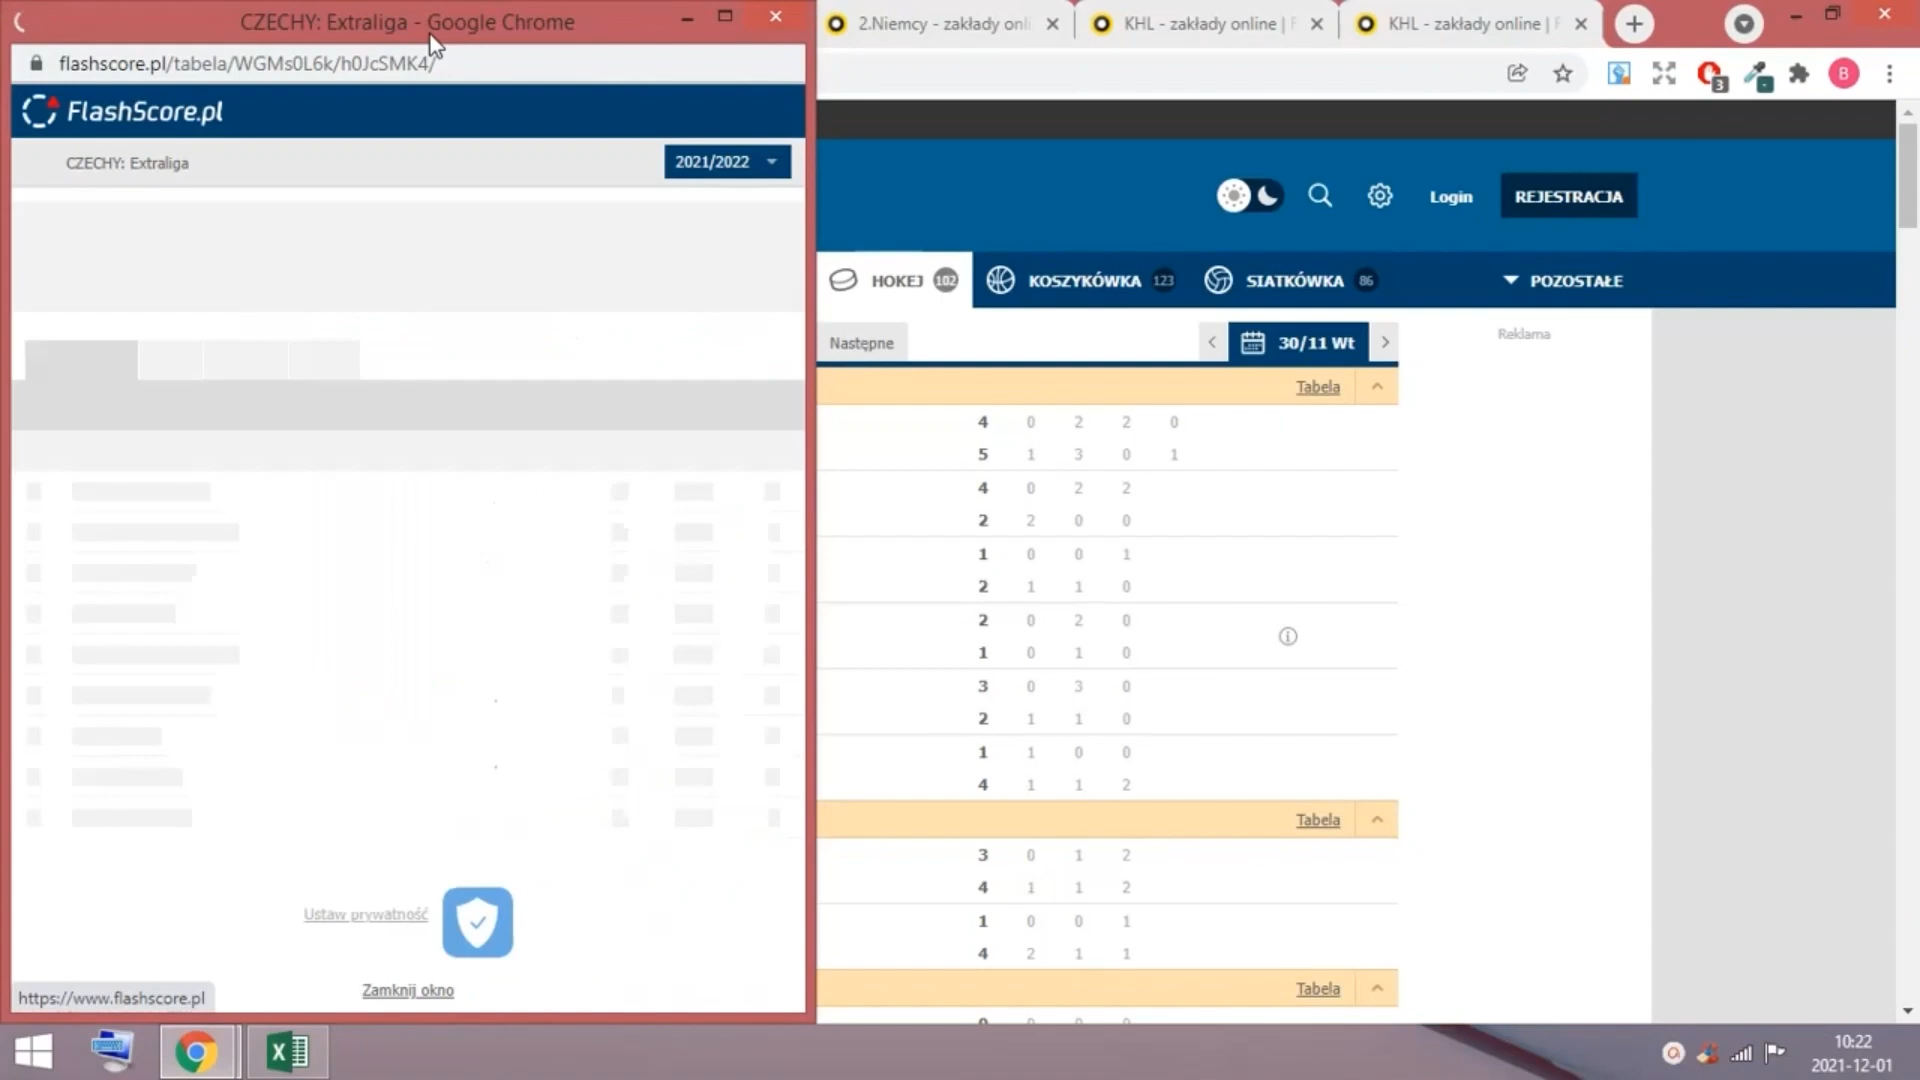 CZECHY: Extraliga - Google Chrome
flashscore.pl/tabela/WGMs0L6k/h0JcSMK4/
FlashScore.pl
CZECHY: Extraliga
2021/2022
Ustaw prywatność
Zamknij okno
https://www.flashscore.pl
2.Niemcy - zakłady onli
KHL - zakłady online | F
KHL - zakłady online | F
3
B
Login
REJESTRACJA
HOKEJ 102
KOSZYKÓWKA 123
SIATKÓWKA 86
POZOSTAŁE
Następne
30/11 Wt
Reklama
Tabela
4 0 2 2 0
5 1 3 0 1
4 0 2 2
2 2 0 0
1 0 0 1
2 1 1 0
2 0 2 0
1 0 1 0
3 0 3 0
2 1 1 0
1 1 0 0
4 1 1 2
Tabela
3 0 1 2
4 1 1 2
1 0 0 1
4 2 1 1
Tabela
10:22
2021-12-01